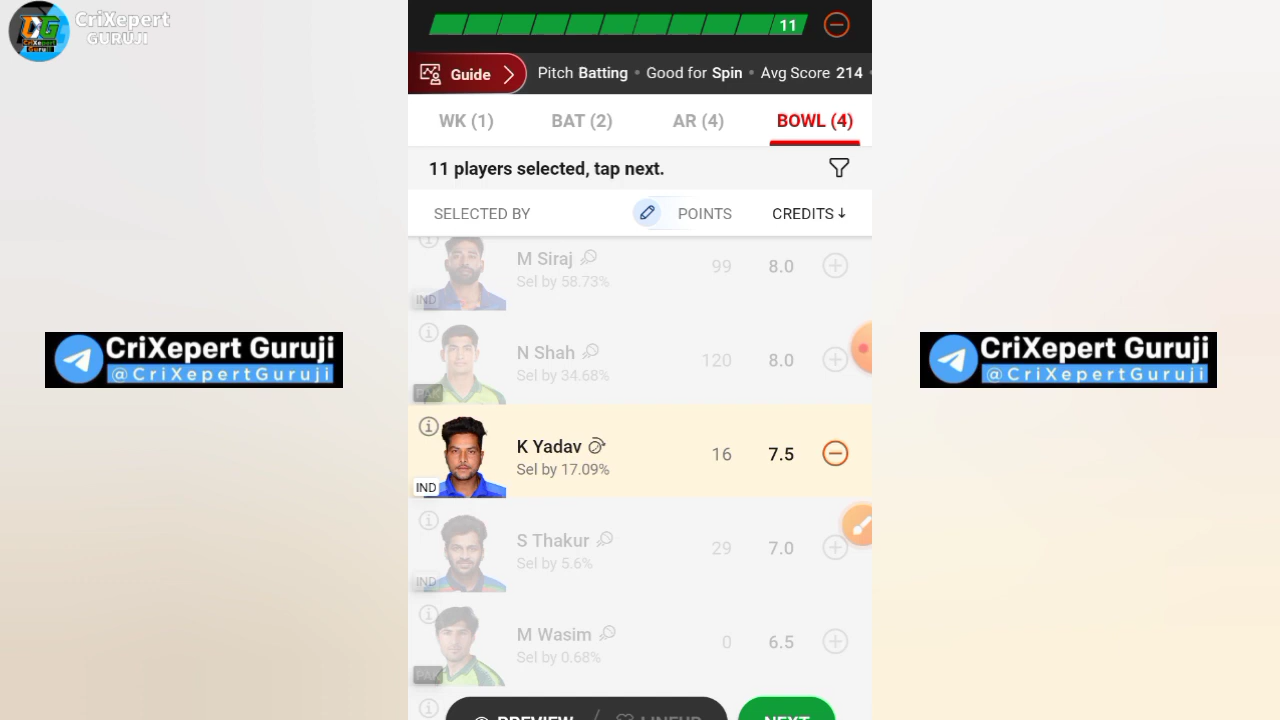 CriXepert
GURUJI
11
Guide
Pitch Batting • Good for Spin • Avg Score 214
WK (1)
BAT (2)
AR (4)
BOWL (4)
11 players selected, tap next.
SELECTED BY
POINTS
CREDITS↓
M Siraj
99
8.0
Sel by 58.73%
IND
N Shah
120
8.0
Sel by 34.68%
PAK
K Yadav
16
7.5
Sel by 17.09%
IND
S Thakur
29
7.0
Sel by 5.6%
IND
M Wasim
0
6.5
Sel by 0.68%
PAK
PREVIEW / LINEUP
NEXT
CriXepert Guruji
@CriXepertGuruji
CriXepert Guruji
@CriXepertGuruji